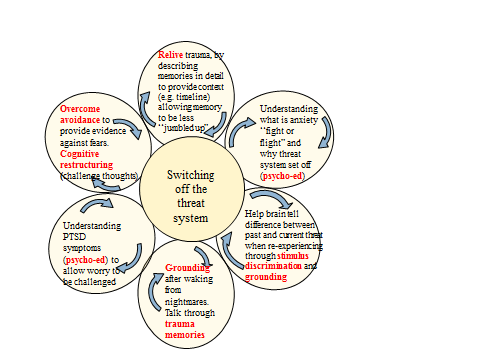 Relive trauma, by
describing
memories in detail
to provide context
(e.g. timeline)
allowing memory
to be less
“jumbled up”
Understanding
what is anxiety
“fight or
flight” and
why threat
system set off
(psycho-ed)
Help brain tell
difference between
past and current threat
when re-experiencing
through stimulus
discrimination and
grounding
Grounding
after waking
from
nightmares.
Talk through
trauma
memories
Understanding
PTSD
symptoms
(psycho-ed) to
allow worry to
be challenged
Overcome
avoidance to
provide evidence
against fears.
Cognitive
restructuring
(challenge thoughts)
Switching
off the
threat
system